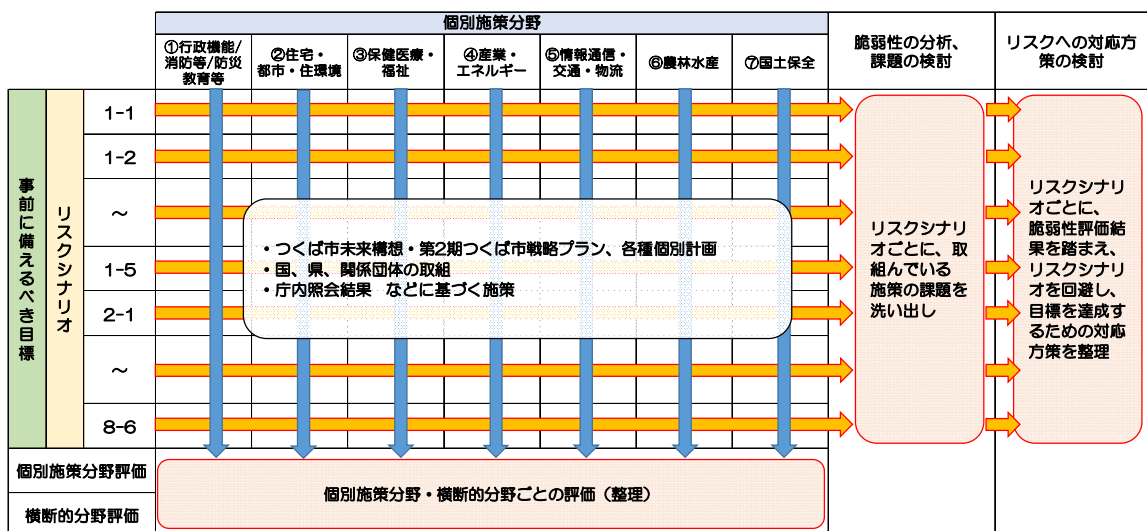 個別施策分野
①行政機能/
消防等/防災
教育等
②住宅・
都市・住環境
③保健医療・
福祉
④産業・
エネルギー
⑤情報通信・
交通・物流
⑥農林水産
⑦国土保全
脆弱性の分析、
課題の検討
リスクへの対応方
策の検討
事前に備えるべき目標
リスクシナリオ
1-1
1-2
～
1-5
2-1
～
8-6
・つくば市未来構想・第2期つくば市戦略プラン、各種個別計画
・国、県、関係団体の取組
・庁内照会結果 などに基づく施策
リスクシナリ
オごとに、取
組んでいる
施策の課題を
洗い出し
リスクシナリ
オごとに、
脆弱性評価結
果を踏まえ、
リスクシナリ
オを回避し、
目標を達成す
るための対応
方策を整理
個別施策分野評価
横断的分野評価
個別施策分野・横断的分野ごとの評価（整理）